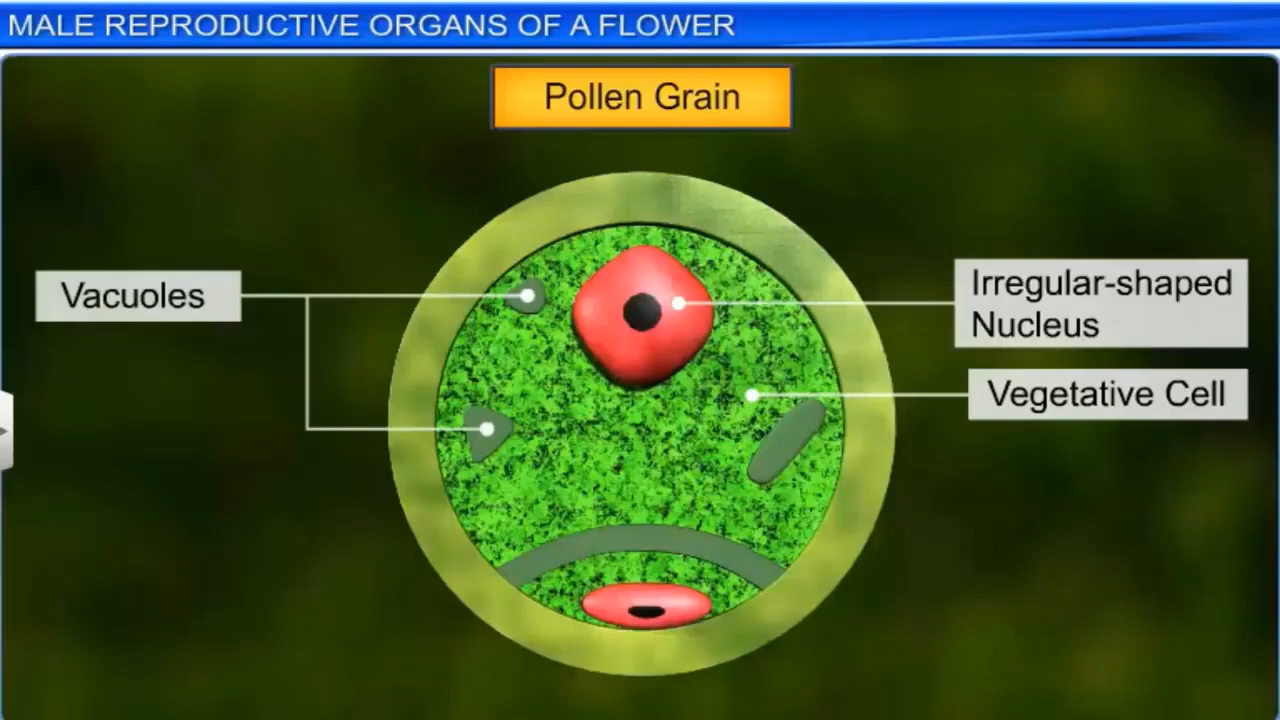 MALE REPRODUCTIVE ORGANS OF A FLOWER
Pollen Grain
Vacuoles
Irregular-shaped
Nucleus
Vegetative Cell